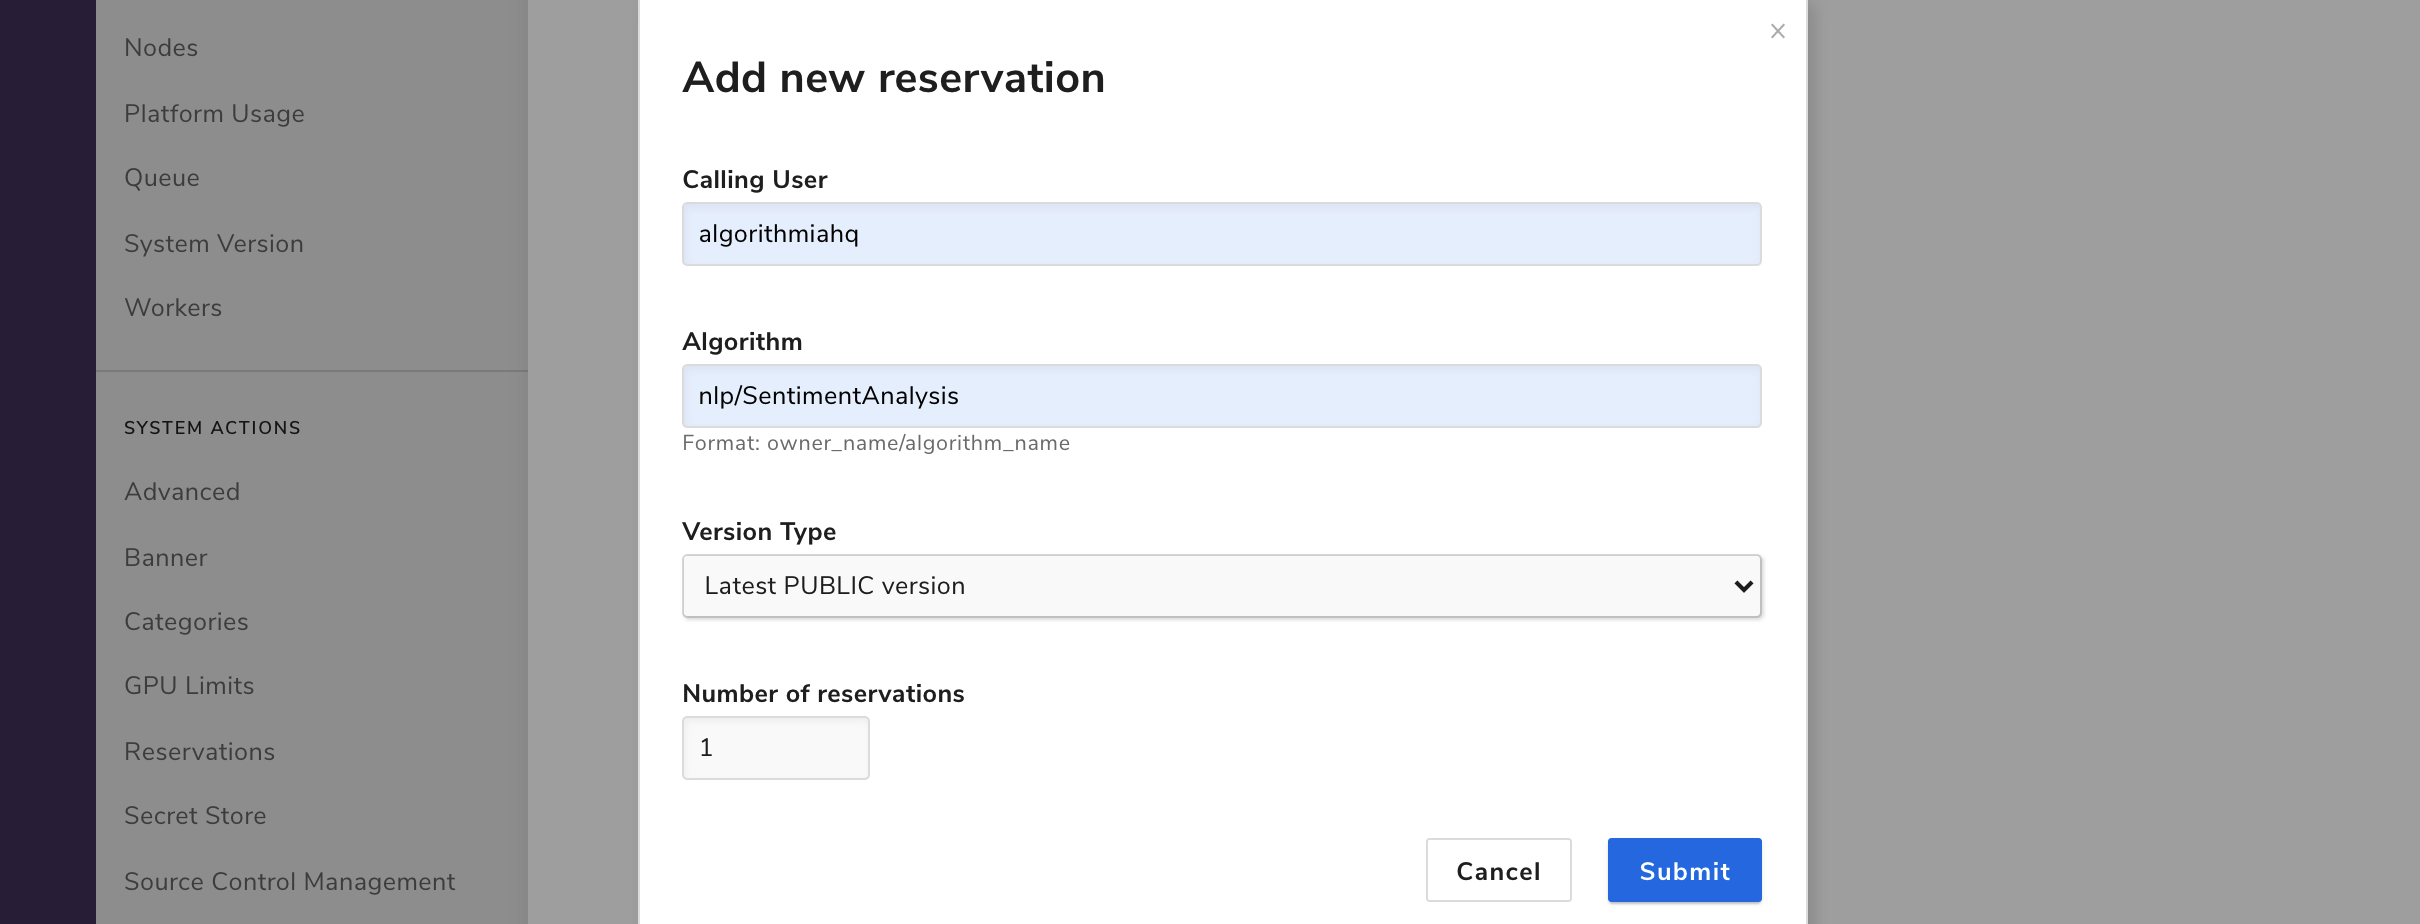 Nodes
Platform Usage
Queue
System Version
Workers
SYSTEM ACTIONS
Advanced
Banner
Categories
GPU Limits
Reservations
Secret Store
Source Control Management
Add new reservation
Calling User
algorithmiahq
Algorithm
nlp/SentimentAnalysis
Format: owner_name/algorithm_name
Version Type
Latest PUBLIC version
Number of reservations
1
Cancel Submit